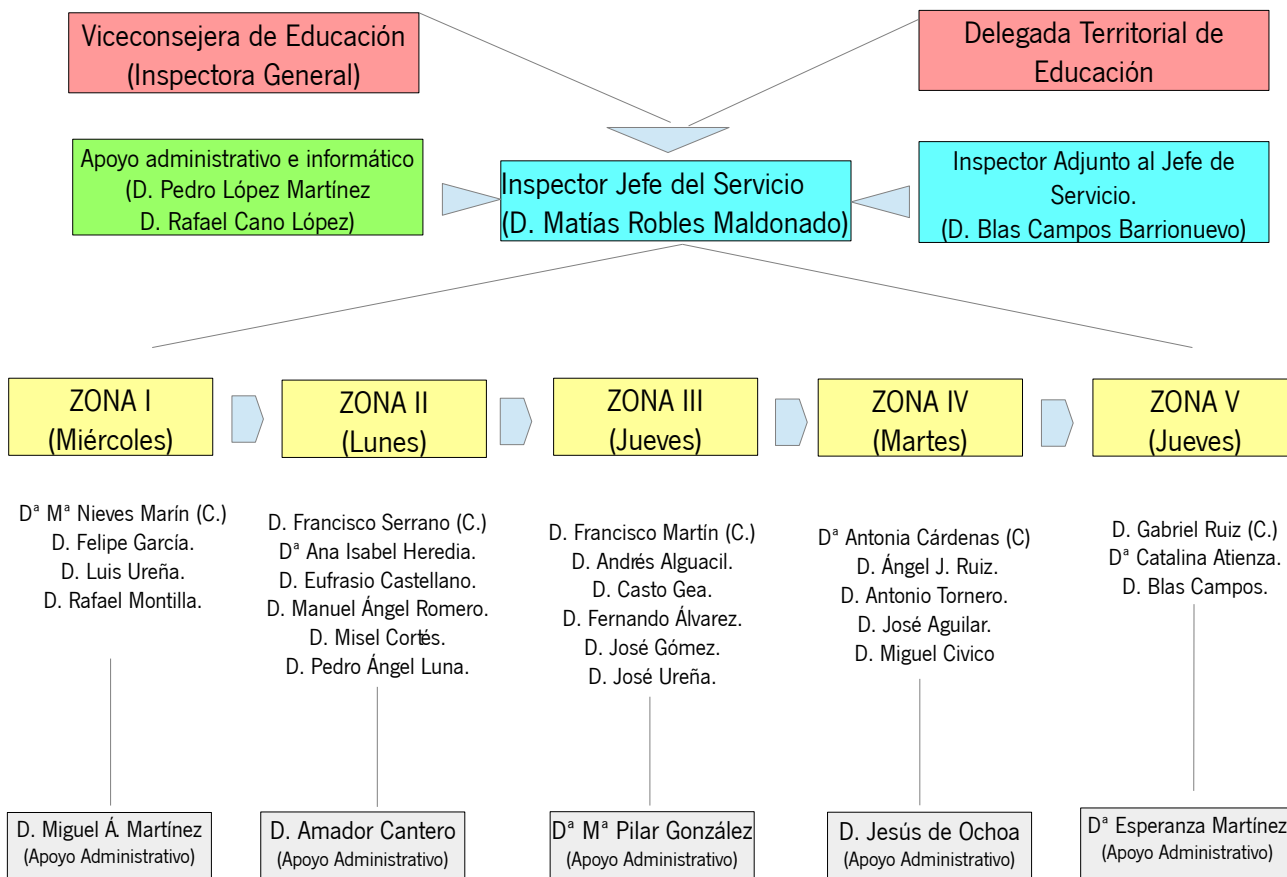 Viceconsejera de Educación
(Inspectora General)
Delegada Territorial de
Educación
Apoyo administrativo e informático
(D. Pedro López Martínez
D. Rafael Cano López)
Inspector Jefe del Servicio
(D. Matías Robles Maldonado)
Inspector Adjunto al Jefe de
Servicio.
(D. Blas Campos Barrionuevo)
ZONA I
(Miércoles)
ZONA II
(Lunes)
ZONA III
(Jueves)
ZONA IV
(Martes)
ZONA V
(Jueves)
Dª Mª Nieves Marín (C.)
D. Felipe García.
D. Luis Ureña.
D. Rafael Montilla.
D. Francisco Serrano (C.)
Dª Ana Isabel Heredia.
D. Eufrasio Castellano.
D. Manuel Ángel Romero.
D. Misel Cortés.
D. Pedro Ángel Luna.
D. Francisco Martín (C.)
D. Andrés Alguacil.
D. Casto Gea.
D. Fernando Álvarez.
D. José Gómez.
D. José Ureña.
Dª Antonia Cárdenas (C)
D. Ángel J. Ruiz.
D. Antonio Tornero.
D. José Aguilar.
D. Miguel Civico
D. Gabriel Ruiz (C.)
Dª Catalina Atienza.
D. Blas Campos.
D. Miguel Á. Martínez
(Apoyo Administrativo)
D. Amador Cantero
(Apoyo Administrativo)
Dª Mª Pilar González
(Apoyo Administrativo)
D. Jesús de Ochoa
(Apoyo Administrativo)
Dª Esperanza Martínez
(Apoyo Administrativo)